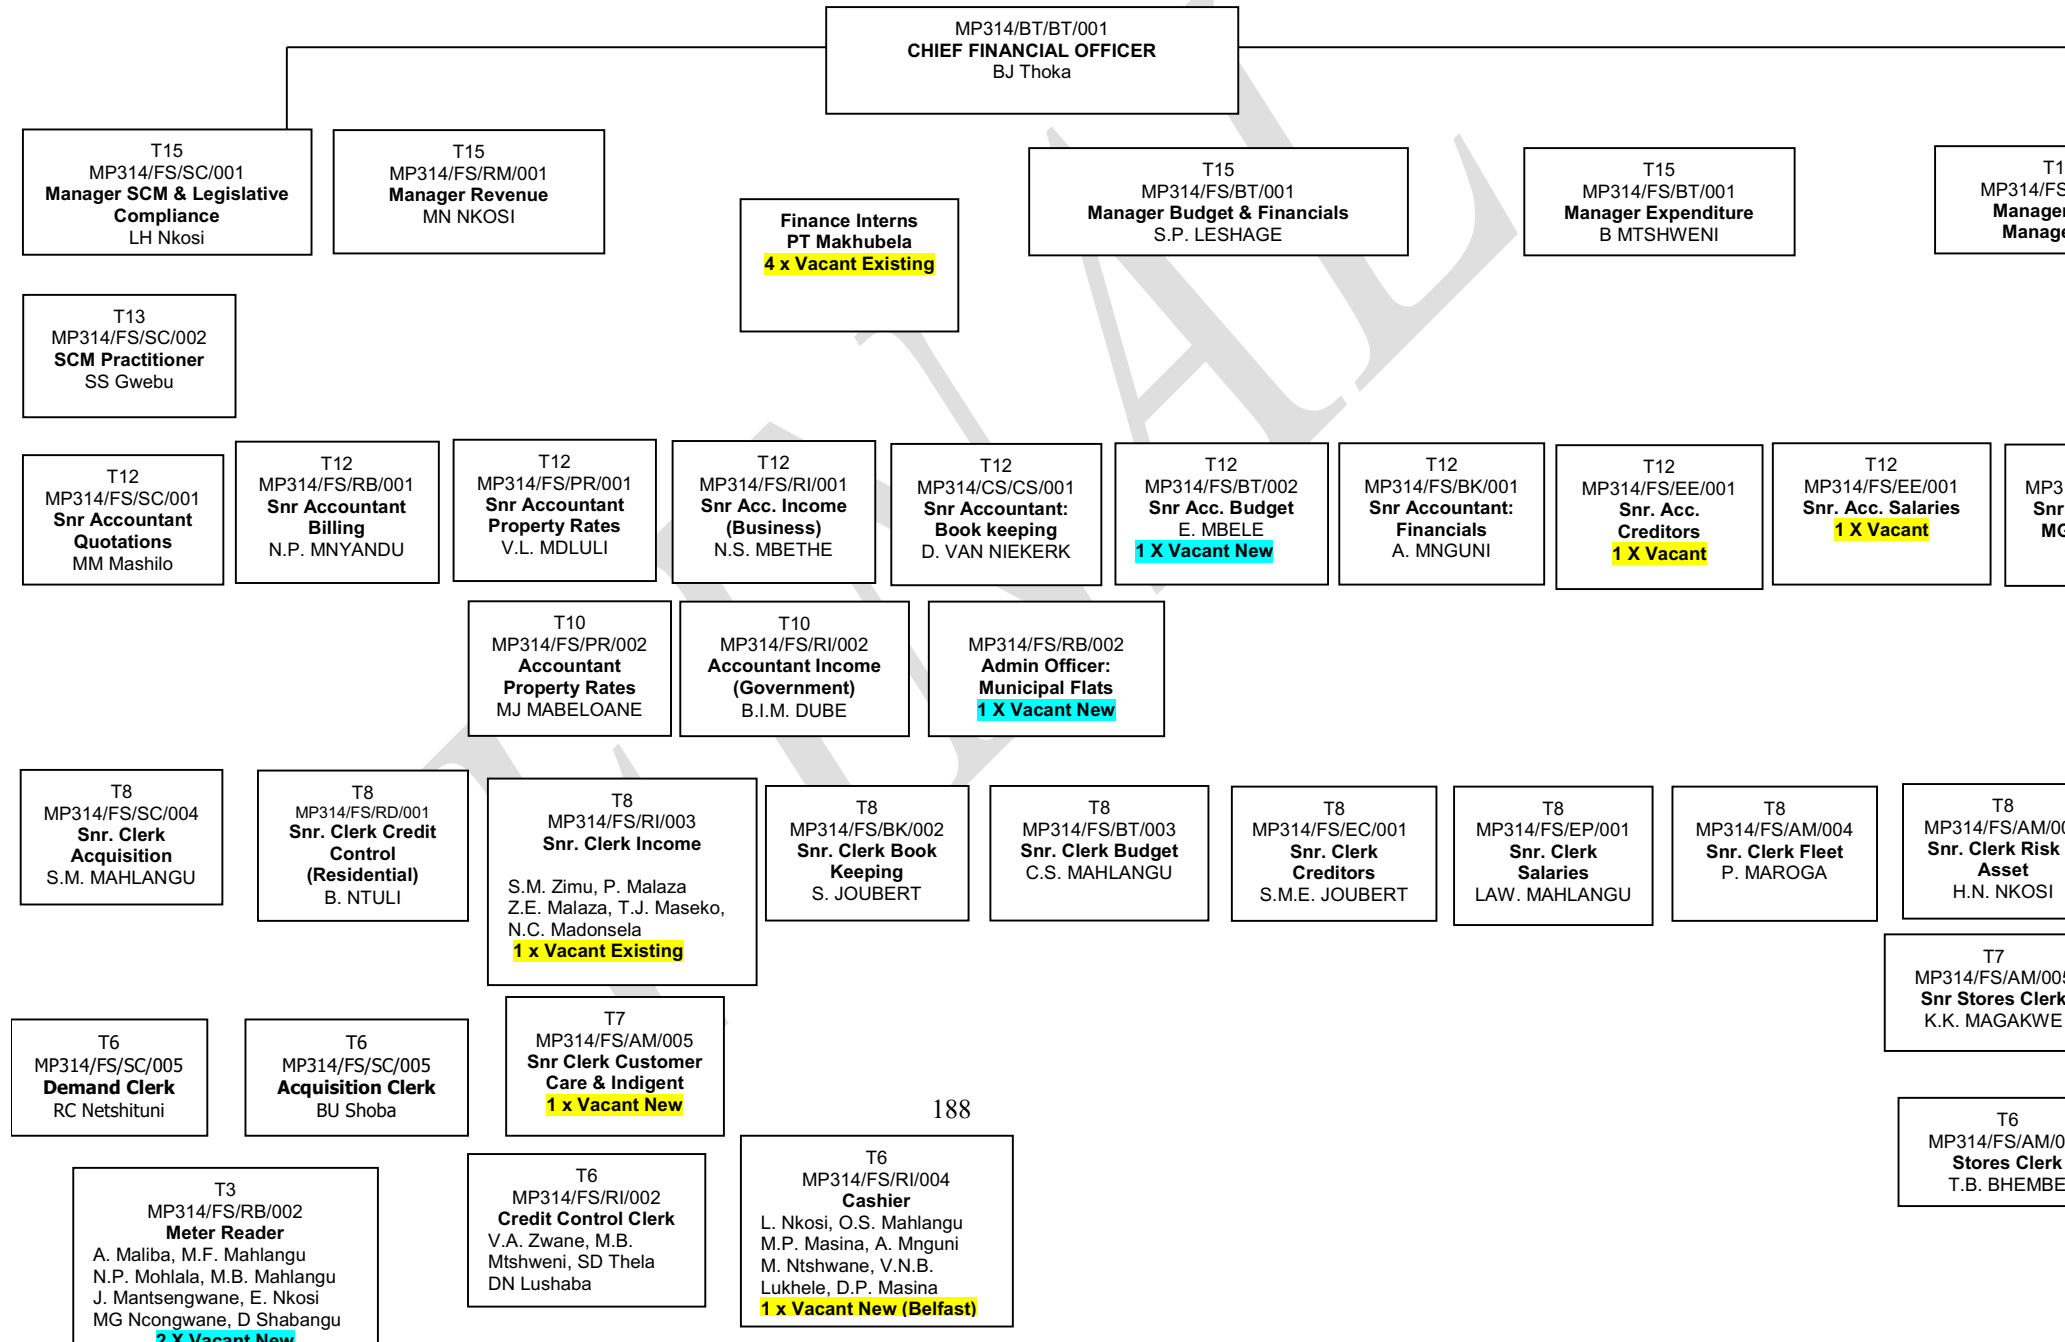 MP314/BT/BT/001
CHIEF FINANCIAL OFFICER
BJ Thoka
T15
MP314/FS/SC/001
Manager SCM & Legislative
Compliance
LH Nkosi
T15
MP314/FS/RM/001
Manager Revenue
MN NKOSI
Finance Interns
PT Makhubela
4 x Vacant Existing
T15
MP314/FS/BT/001
Manager Budget & Financials
S.P. LESHAGE
T15
MP314/FS/BT/001
Manager Expenditure
B MTSHWENI
Manager
T13
MP314/FS/SC/002
SCM Practitioner
SS Gwebu
T12
MP314/FS/SC/001
Snr Accountant
Quotations
MM Mashilo
T12
MP314/FS/RB/001
Snr Accountant
Billing
N.P. MNYANDU
T12
MP314/FS/PR/001
Snr Accountant
Property Rates
V.L. MDLULI
T12
MP314/FS/RI/001
Snr Acc. Income
(Business)
N.S. MBETHE
T12
MP314/CS/CS/001
Snr Accountant:
Book keeping
D. VAN NIEKERK
T12
MP314/FS/BT/002
Snr Acc. Budget
E. MBELE
1 X Vacant New
T12
MP314/FS/BK/001
Snr Accountant:
Financials
A. MNGUNI
T12
MP314/FS/EE/001
Snr. Acc.
Creditors
1 X Vacant
T12
MP314/FS/EE/001
Snr. Acc. Salaries
1 X Vacant
Snr
T10
MP314/FS/PR/002
Accountant
Property Rates
MJ MABELOANE
T10
MP314/FS/RI/002
Accountant Income
(Government)
B.I.M. DUBE
MP314/FS/RB/002
Admin Officer:
Municipal Flats
1 X Vacant New
T8
MP314/FS/SC/004
Snr. Clerk
Acquisition
S.M. MAHLANGU
T8
MP314/FS/RD/001
Snr. Clerk Credit
Control
(Residential)
B. NTULI
T8
MP314/FS/RI/003
Snr. Clerk Income
S.M. Zimu, P. Malaza
Z.E. Malaza, T.J. Maseko,
N.C. Madonsela
1 x Vacant Existing
T8
MP314/FS/BK/002
Snr. Clerk Book
Keeping
S. JOUBERT
T8
MP314/FS/BT/003
Snr. Clerk Budget
C.S. MAHLANGU
T8
MP314/FS/EC/001
Snr. Clerk
Creditors
S.M.E. JOUBERT
T8
MP314/FS/EP/001
Snr. Clerk
Salaries
LAW. MAHLANGU
T8
MP314/FS/AM/004
Snr. Clerk Fleet
P. MAROGA
T8
Snr. Clerk Risk
Asset
H.N. NKOSI
T7
MP314/FS/AM/005
Snr Stores Clerk
K.K. MAGAKWE
T6
MP314/FS/SC/005
Demand Clerk
RC Netshituni
T6
MP314/FS/SC/005
Acquisition Clerk
BU Shoba
T7
MP314/FS/AM/005
Snr Clerk Customer
Care & Indigent
1 x Vacant New
188
T6
Stores Clerk
T.B. BHEMBE
T3
MP314/FS/RB/002
Meter Reader
A. Maliba, M.F. Mahlangu
N.P. Mohlala, M.B. Mahlangu
J. Mantsengwane, E. Nkosi
MG Ncongwane, D Shabangu
2 X Vacant New
T6
MP314/FS/RI/002
Credit Control Clerk
V.A. Zwane, M.B.
Mtshweni, SD Thela
DN Lushaba
T6
MP314/FS/RI/004
Cashier
L. Nkosi, O.S. Mahlangu
M.P. Masina, A. Mnguni
M. Ntshwane, V.N.B.
Lukhele, D.P. Masina
1 x Vacant New (Belfast)
FINAL